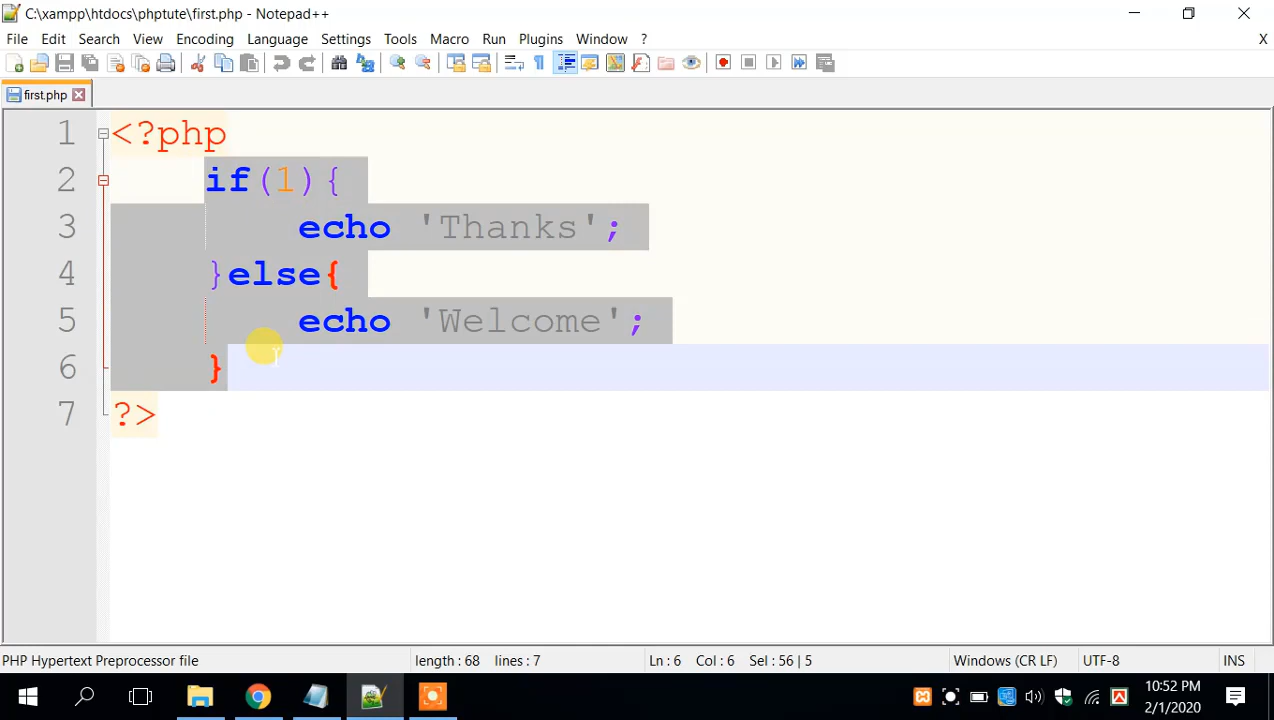 C:\xampp\htdocs\phptute\first.php - Notepad++
File Edit Search View Encoding Language Settings Tools Macro Run Plugins Window ? X
first.php
1 <?php
2 if(1){
3 echo 'Thanks';
4 }else{
5 echo 'Welcome';
6 }
7 ?>
PHP Hypertext Preprocessor file length : 68 lines : 7 Ln : 6 Col : 6 Sel : 56 | 5 Windows (CR LF) UTF-8 INS
10:52 PM
2/1/2020